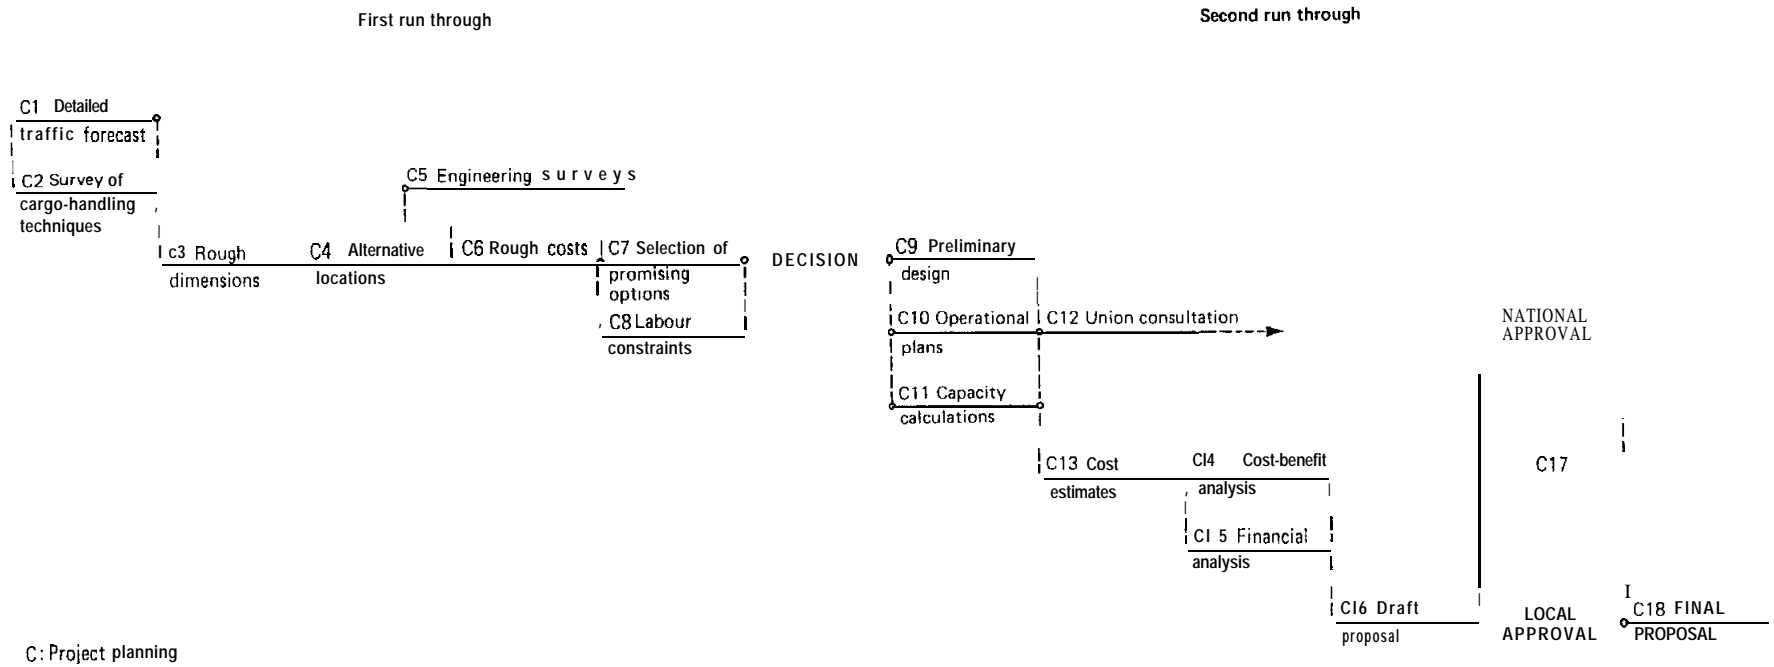 First run through
Second run through
C1 Detailed
traffic forecast
C2 Survey of
cargo-handling
techniques
c3 Rough
dimensions
C4 Alternative
locations
C5 Engineering surveys
C6 Rough costs
C7 Selection of
promising
options
C8 Labour
constraints
DECISION
C9 Preliminary
design
C10 Operational
plans
C11 Capacity
calculations
C12 Union consultation
C13 Cost
estimates
CI4 Cost-benefit
analysis
CI 5 Financial
analysis
CI6 Draft
proposal
NATIONAL
APPROVAL
C17
LOCAL
APPROVAL
C18 FINAL
PROPOSAL
C: Project planning